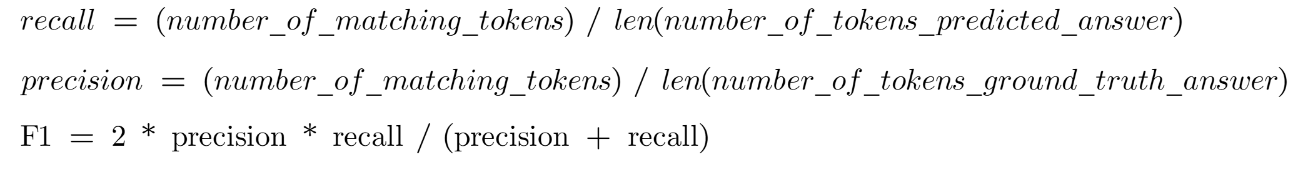 recall = (number_of_matching_tokens) / len(number_of_tokens_predicted_answer)
precision = (number_of_matching_tokens) / len(number_of_tokens_ground_truth_answer)
F1 = 2 * precision * recall / (precision + recall)